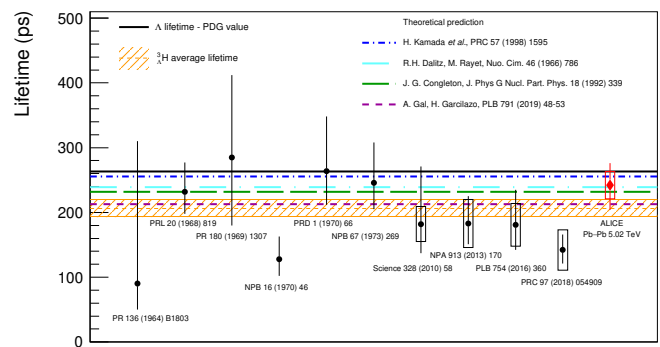 Lifetime (ps)
500
400
300
200
100
0
Λ lifetime - PDG value
³ΛH average lifetime
Theoretical prediction
H. Kamada et al., PRC 57 (1998) 1595
R.H. Dalitz, M. Rayet, Nuo. Cim. 46 (1966) 786
J. G. Congleton, J. Phys G Nucl. Part. Phys. 18 (1992) 339
A. Gal, H. Garcilazo, PLB 791 (2019) 48-53
PR 136 (1964) B1803
PRL 20 (1968) 819
PR 180 (1969) 1307
NPB 16 (1970) 46
PRD 1 (1970) 66
NPB 67 (1973) 269
Science 328 (2010) 58
NPA 913 (2013) 170
PLB 754 (2016) 360
PRC 97 (2018) 054909
ALICE
Pb–Pb 5.02 TeV